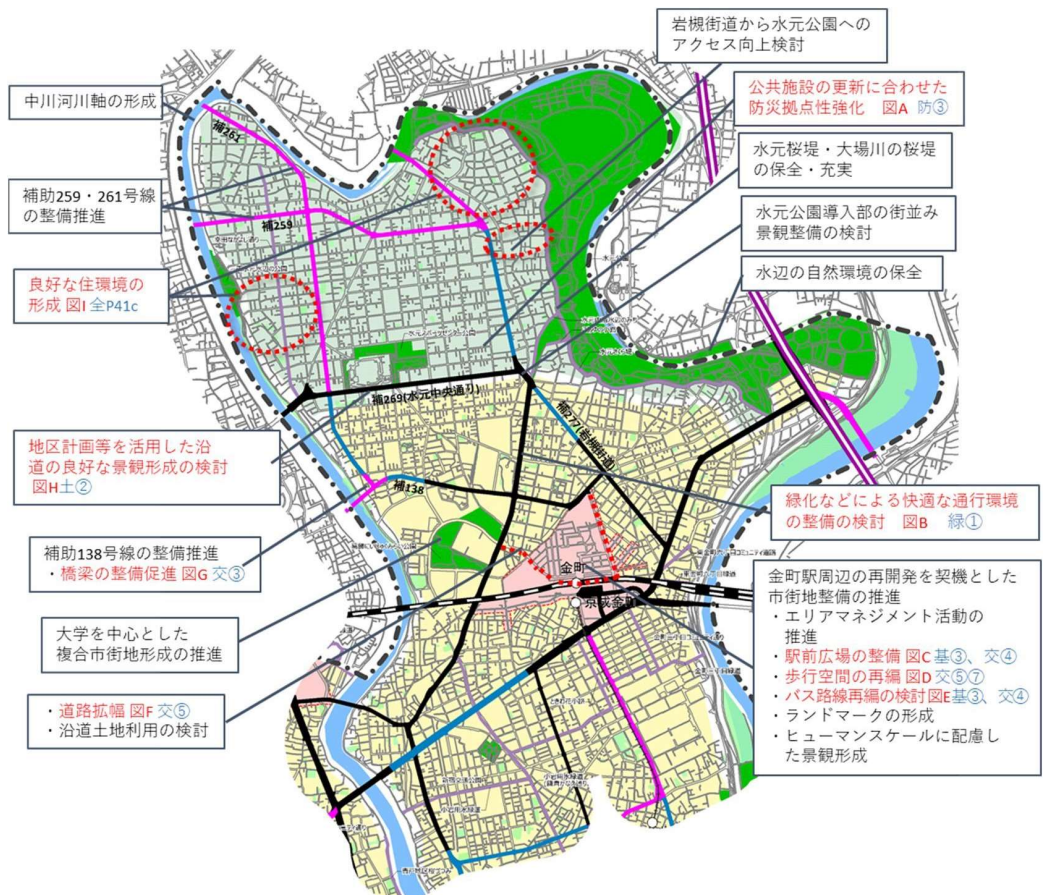 岩槻街道から水元公園への
アクセス向上検討
中川河川軸の形成
公共施設の更新に合わせた
防災拠点性強化 図A 防③
水元桜堤・大場川の桜堤
の保全・充実
補助259・261号線
の整備推進
水元公園導入部の街並み
景観整備の検討
水辺の自然環境の保全
良好な住環境の
形成 図I 全P41c
補261
補259
補269(水元中央通り)
補277(岩槻街道)
補138
地区計画等を活用した沿
道の良好な景観形成の検討
図H土②
緑化などによる快適な通行環境
の整備の検討 図B 緑①
補助138号線の整備推進
・橋梁の整備促進 図G 交③
金町
京成金町
大学を中心とした
複合市街地形成の推進
・道路拡幅 図F 交⑤
・沿道土地利用の検討
金町駅周辺の再開発を契機とした
市街地整備の推進
・エリアマネジメント活動の
推進
・駅前広場の整備 図C 基③、交④
・歩行空間の再編 図D 交⑤⑦
・バス路線再編の検討図E基③、交④
・ランドマークの形成
・ヒューマンスケールに配慮し
た景観形成